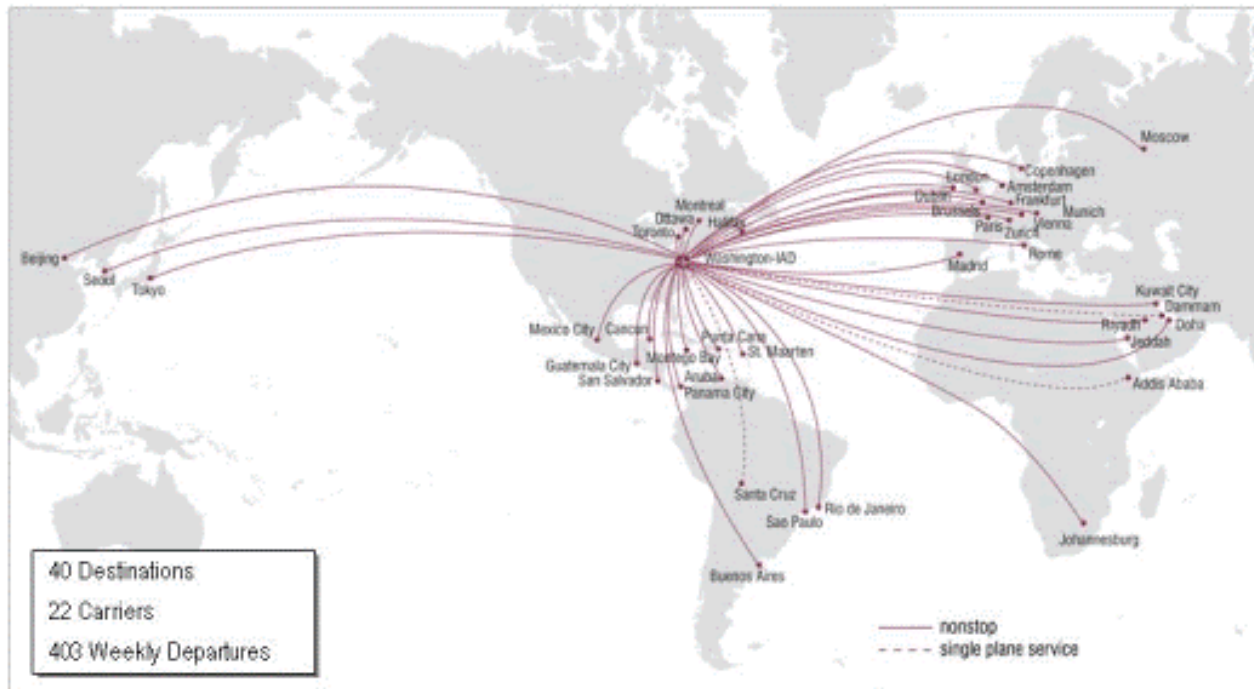 Moscow
Copenhagen
London
Amsterdam
Dublin
Frankfurt
Brussels
Munich
Paris
Vienna
Zurich
Rome
Madrid
Montreal
Ottawa
Halifax
Toronto
Washington-IAD
Beijing
Seoul
Tokyo
Kuwait City
Dammam
Riyadh
Doha
Jeddah
Addis Ababa
Mexico City
Cancun
Punta Cana
Montego Bay
St. Maarten
Guatemala City
San Salvador
Aruba
Panama City
Santa Cruz
Sao Paulo
Rio de Janeiro
Johannesburg
Buenos Aires
40 Destinations
22 Carriers
403 Weekly Departures
nonstop
single plane service